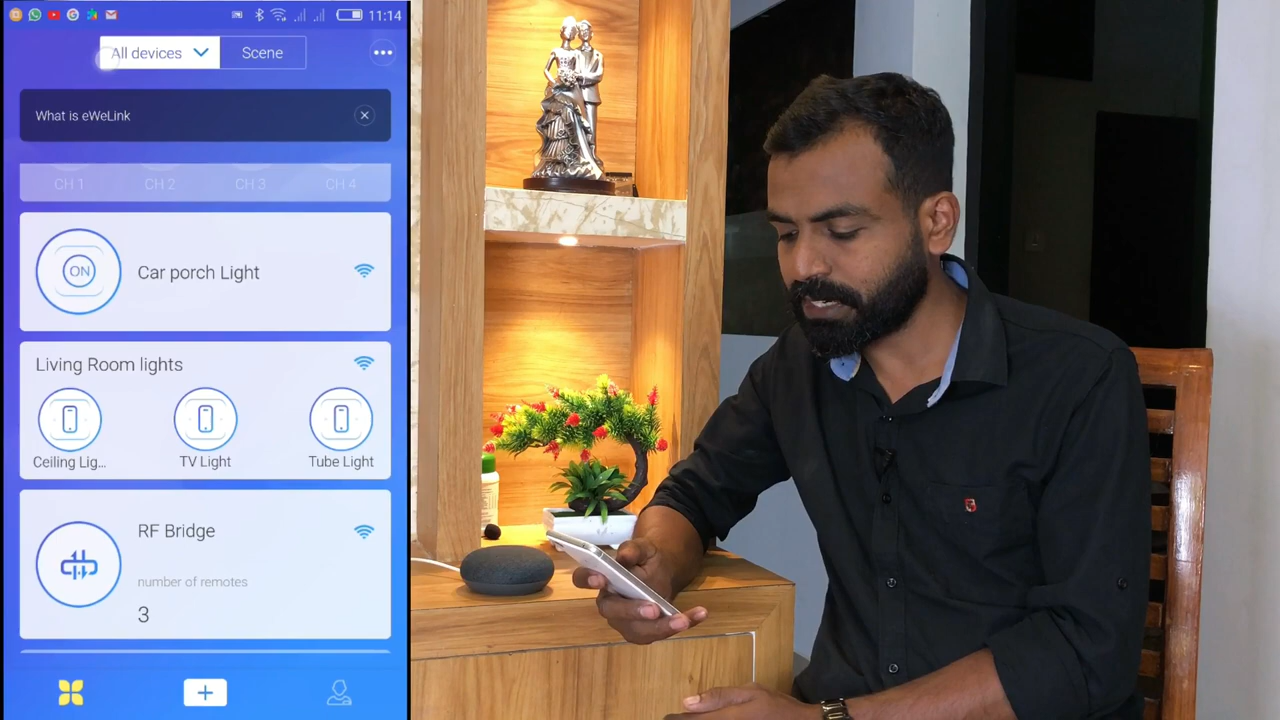 11:14
All devices
Scene
What is eWeLink
CH 1 CH 2 CH 3 CH 4
ON
Car porch Light
Living Room lights
Ceiling Lig... TV Light Tube Light
RF Bridge
number of remotes
3